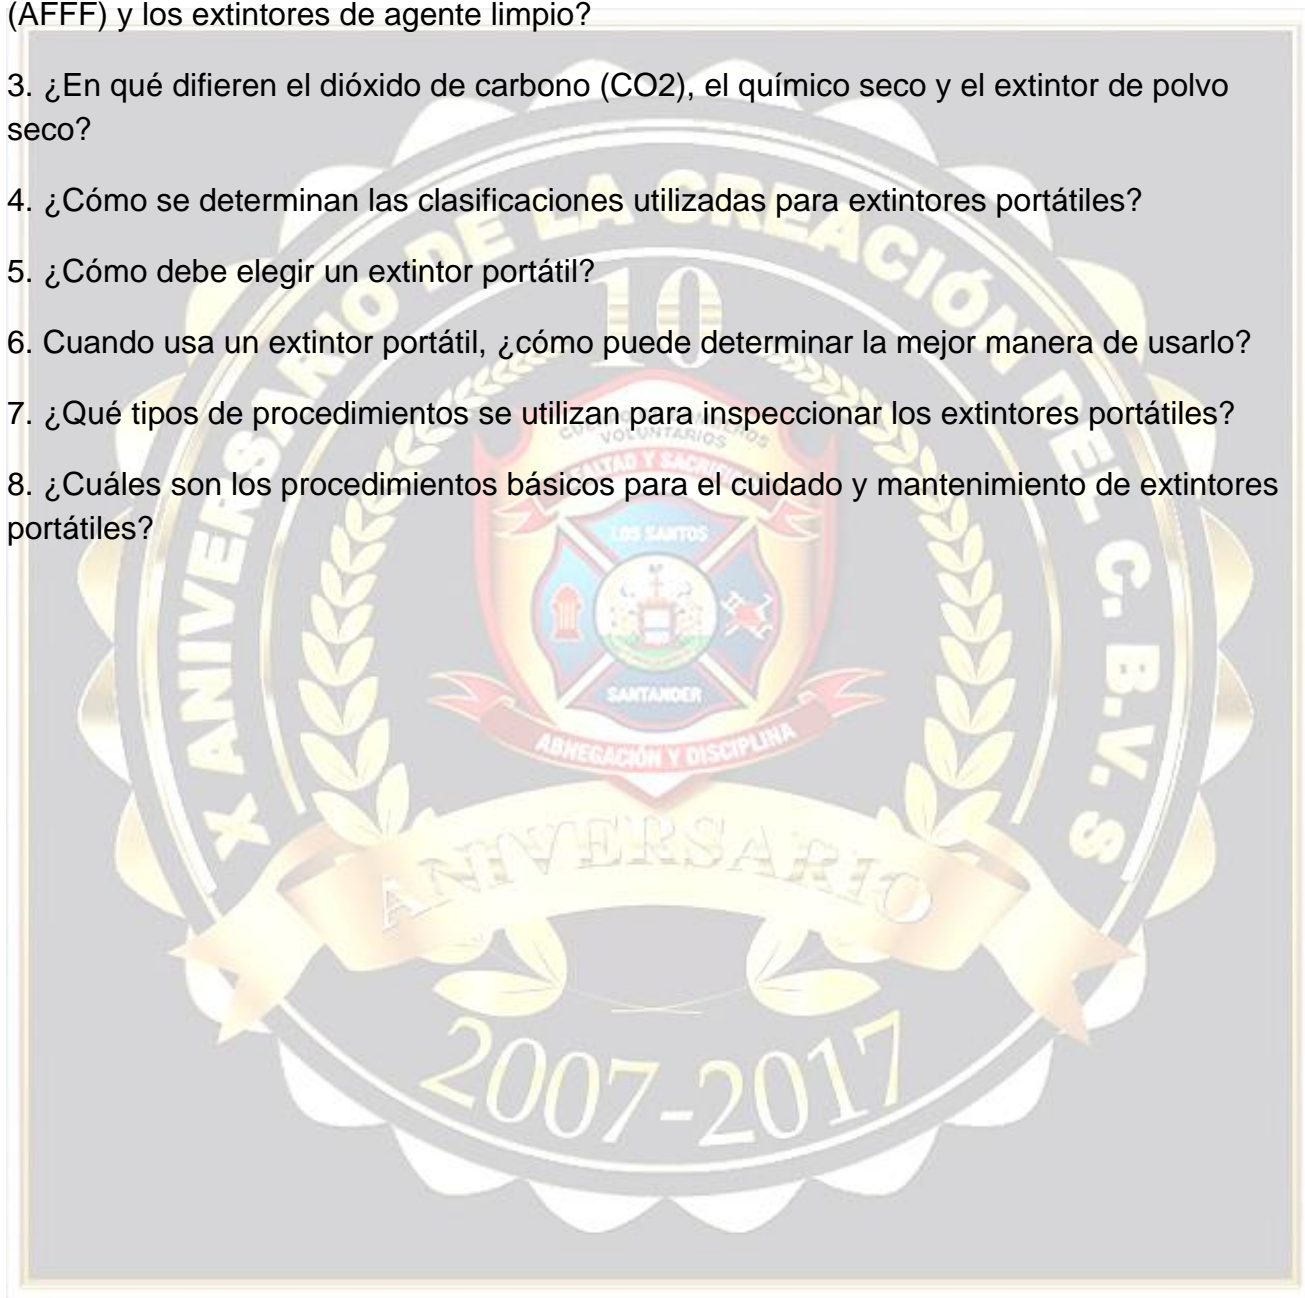 (AFFF) y los extintores de agente limpio?
3. ¿En qué difieren el dióxido de carbono (CO2), el químico seco y el extintor de polvo
seco?
4. ¿Cómo se determinan las clasificaciones utilizadas para extintores portátiles?
5. ¿Cómo debe elegir un extintor portátil?
6. Cuando usa un extintor portátil, ¿cómo puede determinar la mejor manera de usarlo?
7. ¿Qué tipos de procedimientos se utilizan para inspeccionar los extintores portátiles?
8. ¿Cuáles son los procedimientos básicos para el cuidado y mantenimiento de extintores
portátiles?
X ANIVERSARIO DE LA CREACIÓN DEL C.B.V.S
10
VOLUNTARIOS
LOS SANTOS
SANTANDER
ABNEGACIÓN Y DISCIPLINA
ANIVERSARIO
2007-2017